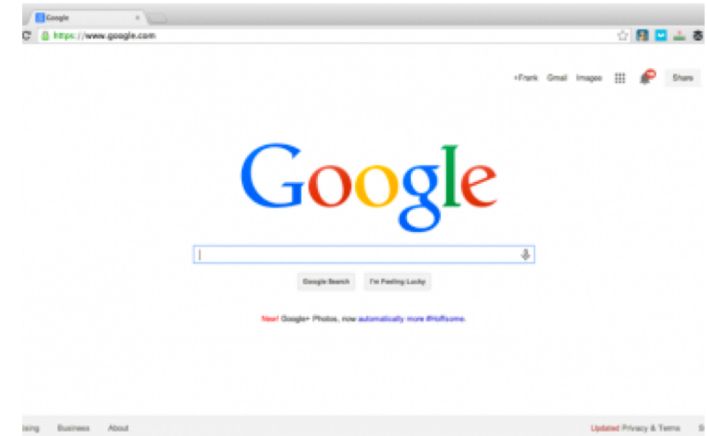 Google
https://www.google.com
+Frank Gmail Images Share
Google
Google Search I'm Feeling Lucky
New! Google+ Photos, now automatically more #Hoffsome.
ising Business About Updated Privacy & Terms S